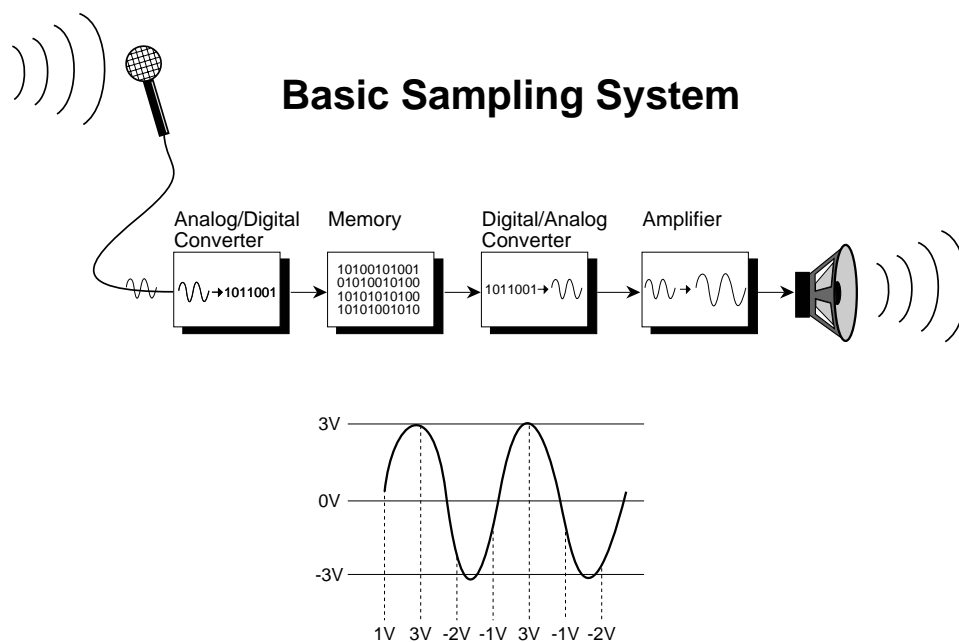 Basic Sampling System
Analog/Digital
Converter
Memory
Digital/Analog
Converter
Amplifier
1011001
10100101001
01010010100
10101010100
10101001010
1011001
3V
0V
-3V
1V 3V -2V -1V 3V -1V -2V